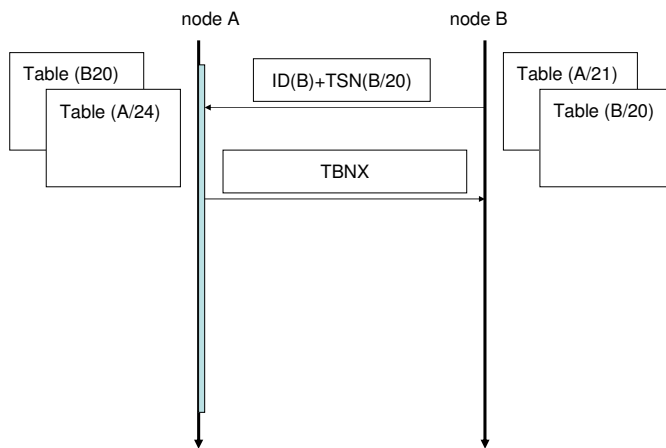 node A
node B
Table (B20)
Table (A/24)
ID(B)+TSN(B/20)
Table (A/21)
Table (B/20)
TBNX